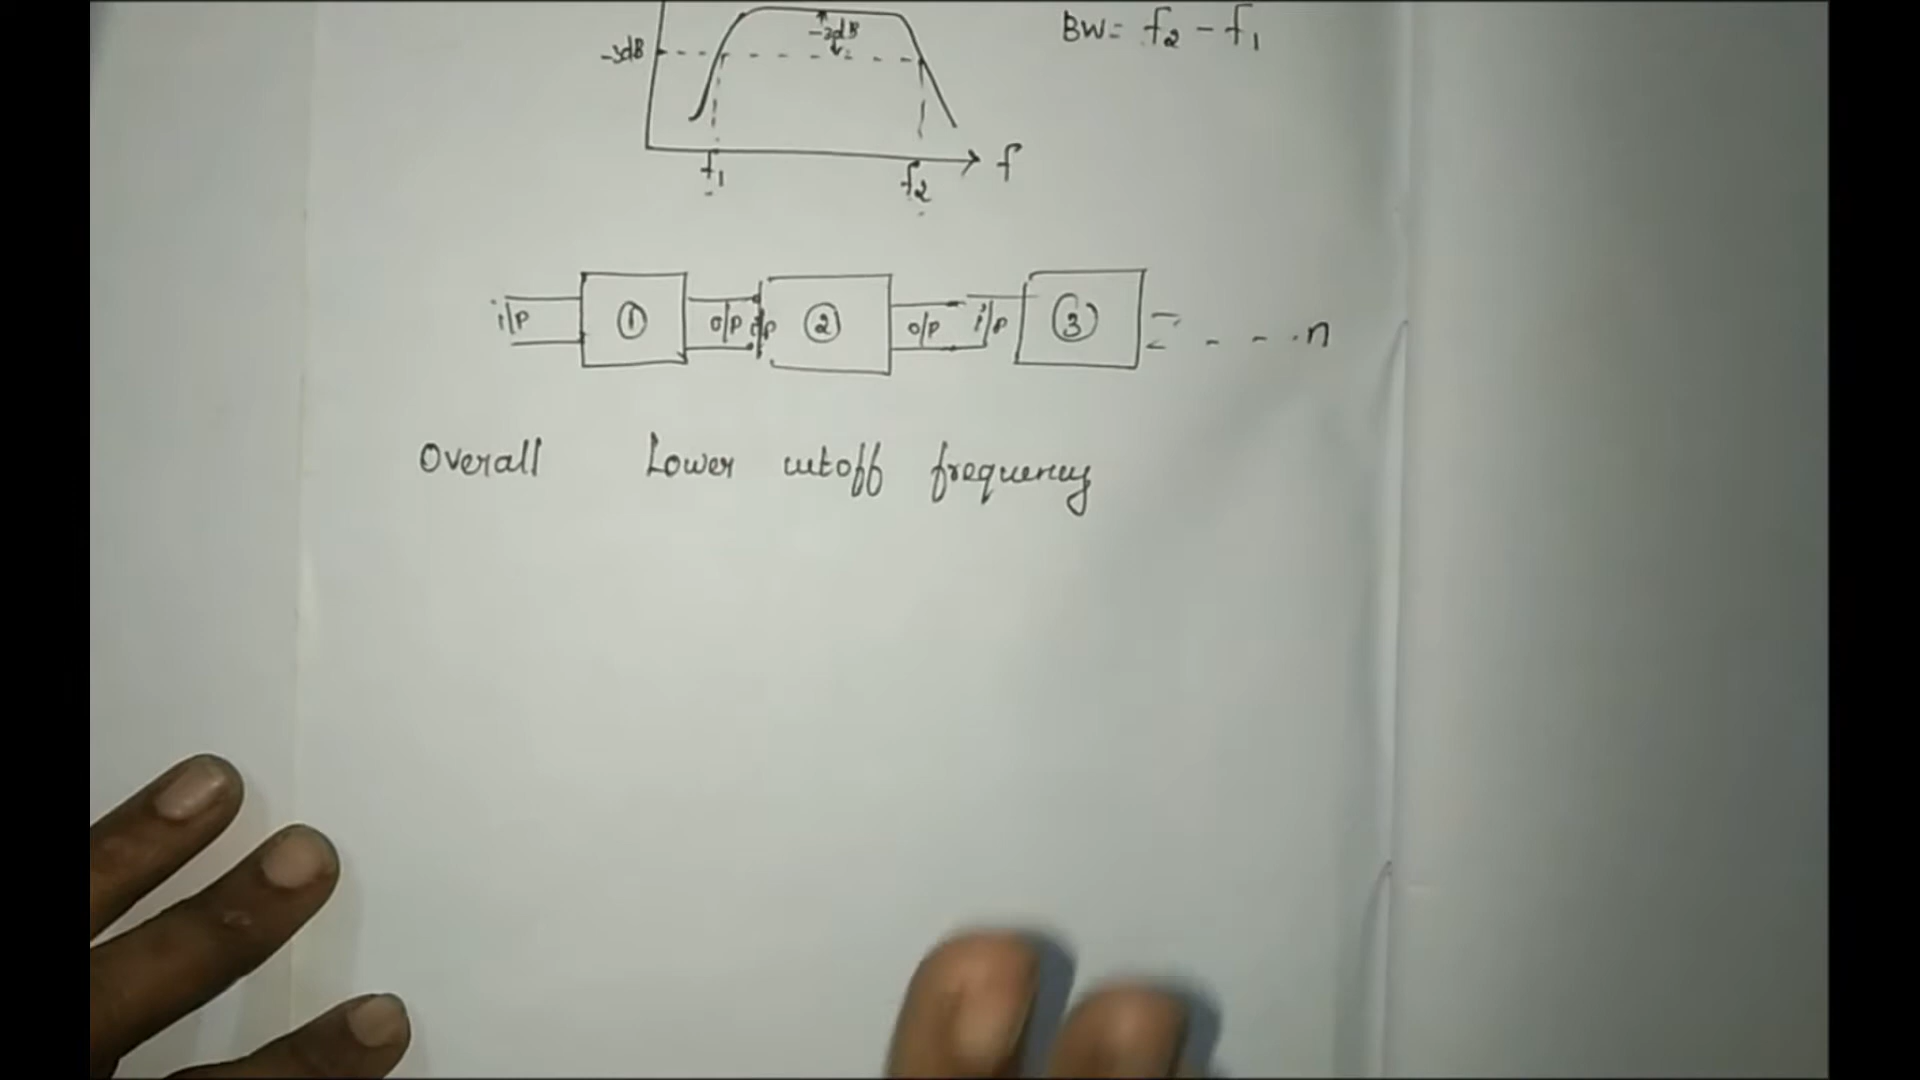 BW= f2 - f1
-3dB
-3dB
f
f1
f2
i/p 1 o/p i/p 2 o/p i/p 3 - - - .n
Overall Lower cutoff frequency